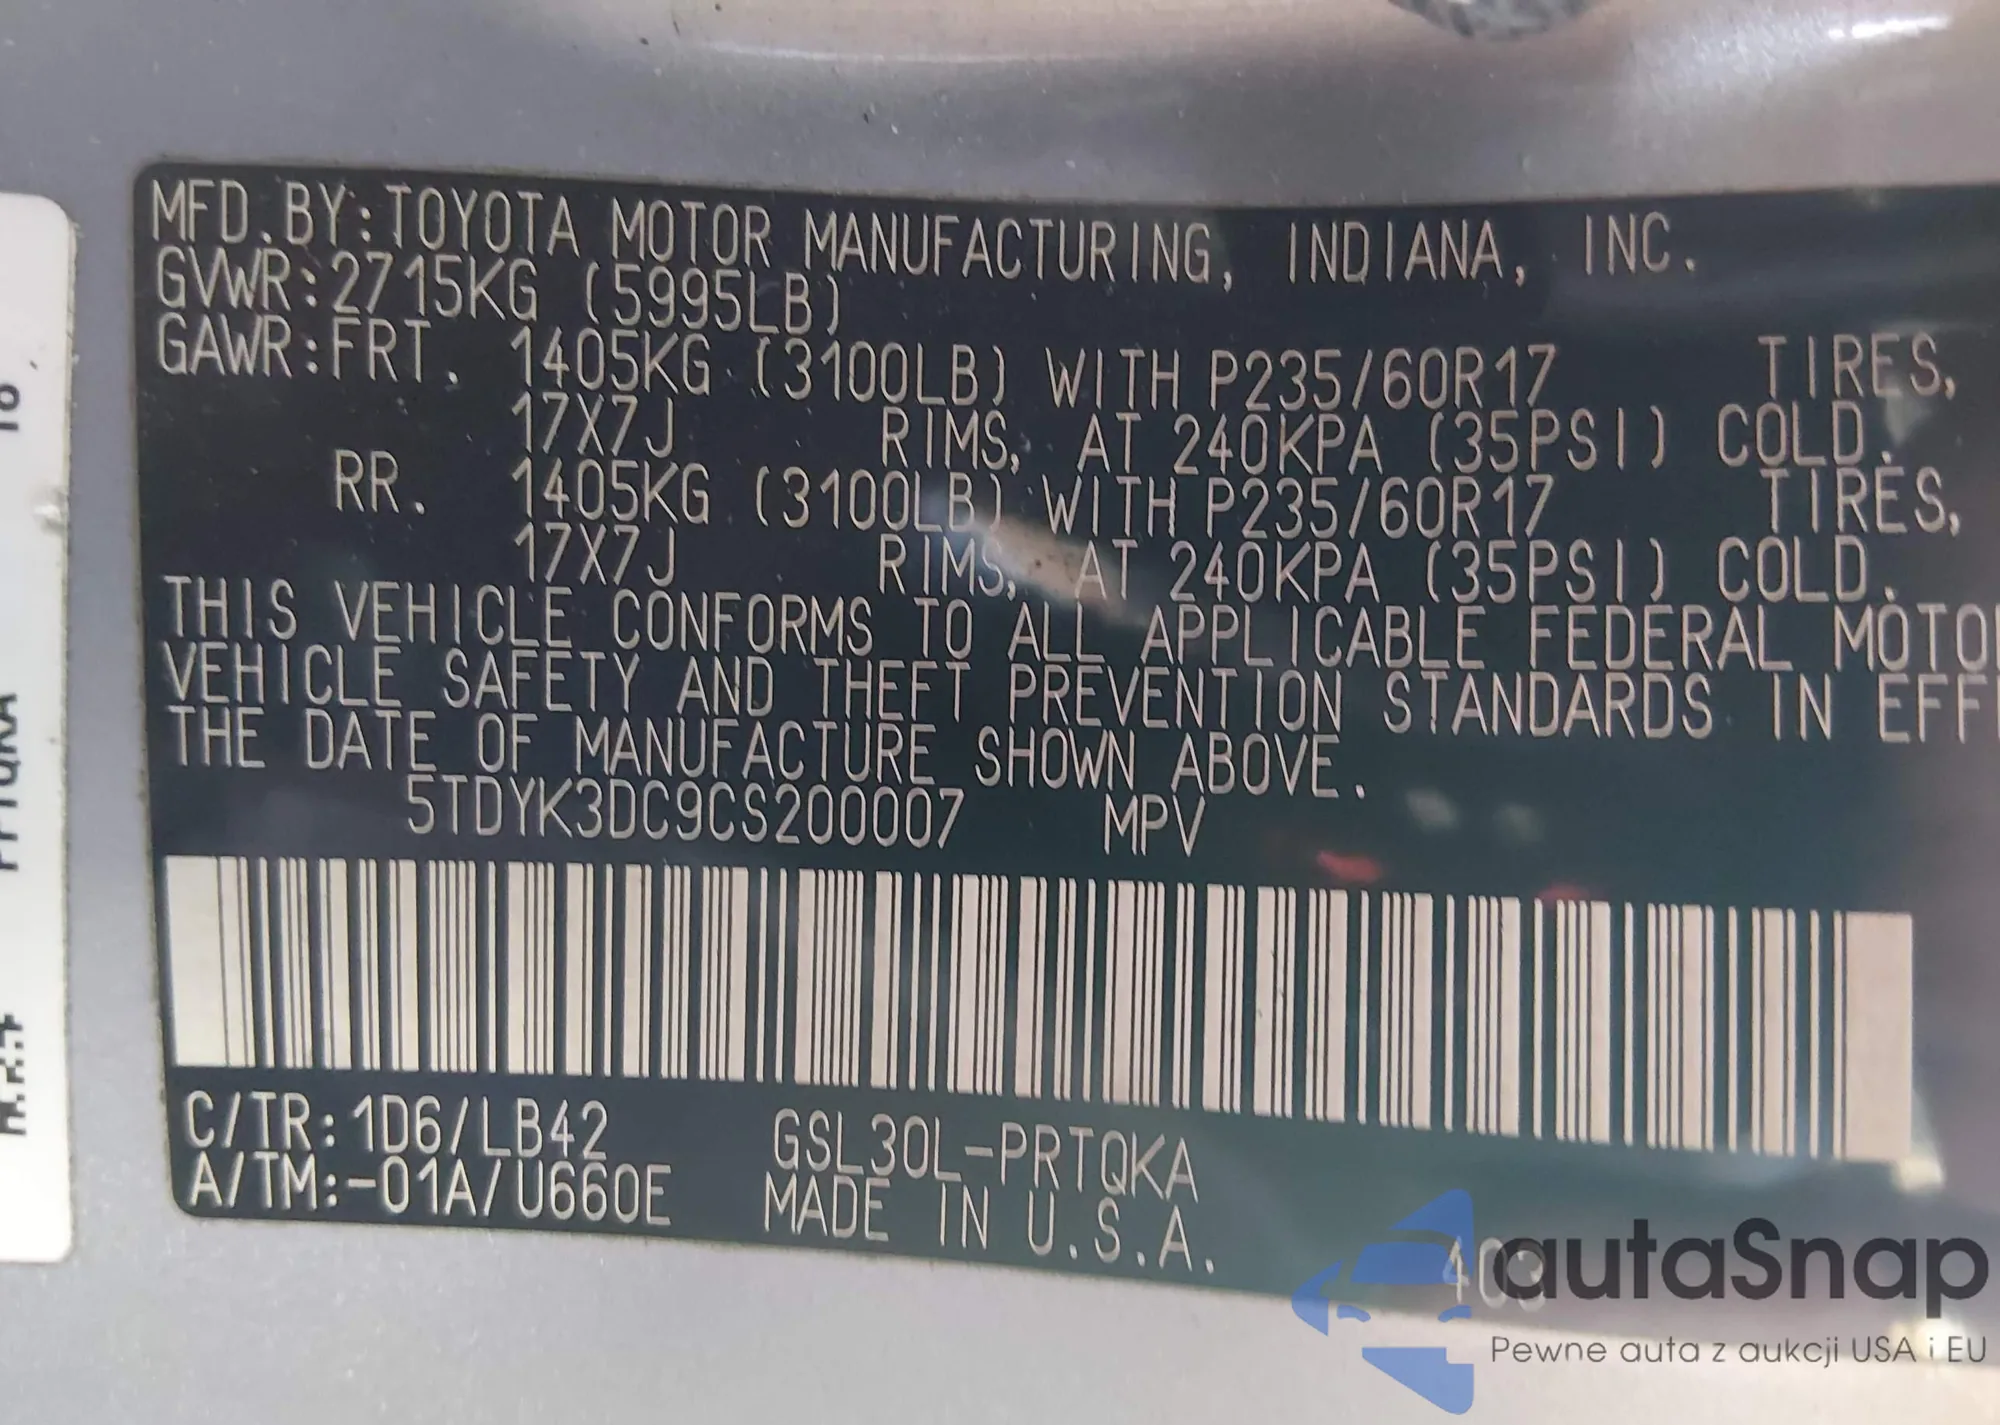 MFD.BY:TOYOTA MOTOR MANUFACTURING, INDIANA, INC.
GVWR:2715KG (5995LB)
GAWR:FRT. 1405KG (3100LB) WITH P235/60R17 TIRES,
17X7J RIMS, AT 240KPA (35PSI) COLD.
RR. 1405KG (3100LB) WITH P235/60R17 TIRES,
17X7J RIMS, AT 240KPA (35PSI) COLD.
THIS VEHICLE CONFORMS TO ALL APPLICABLE FEDERAL MOTO
VEHICLE SAFETY AND THEFT PREVENTION STANDARDS IN EFF
THE DATE OF MANUFACTURE SHOWN ABOVE.
5TDYK3DC9CS200007 MPV
C/TR:1D6/LB42 GSL30L-PRTQKA
A/TM:-01A/U660E MADE IN U.S.A.
403
autoSnap
Pewne auta z aukcji USA i EU